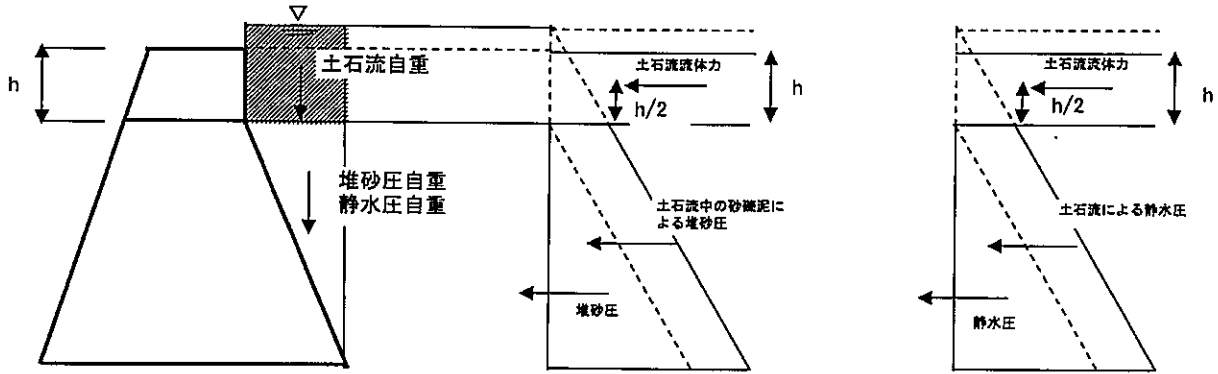 h
土石流自重
堆砂圧自重
静水圧自重
土石流流体力
h/2
h
土石流中の砂礫泥に
よる堆砂圧
堆砂圧
土石流流体力
h/2
h
土石流による静水圧
静水圧